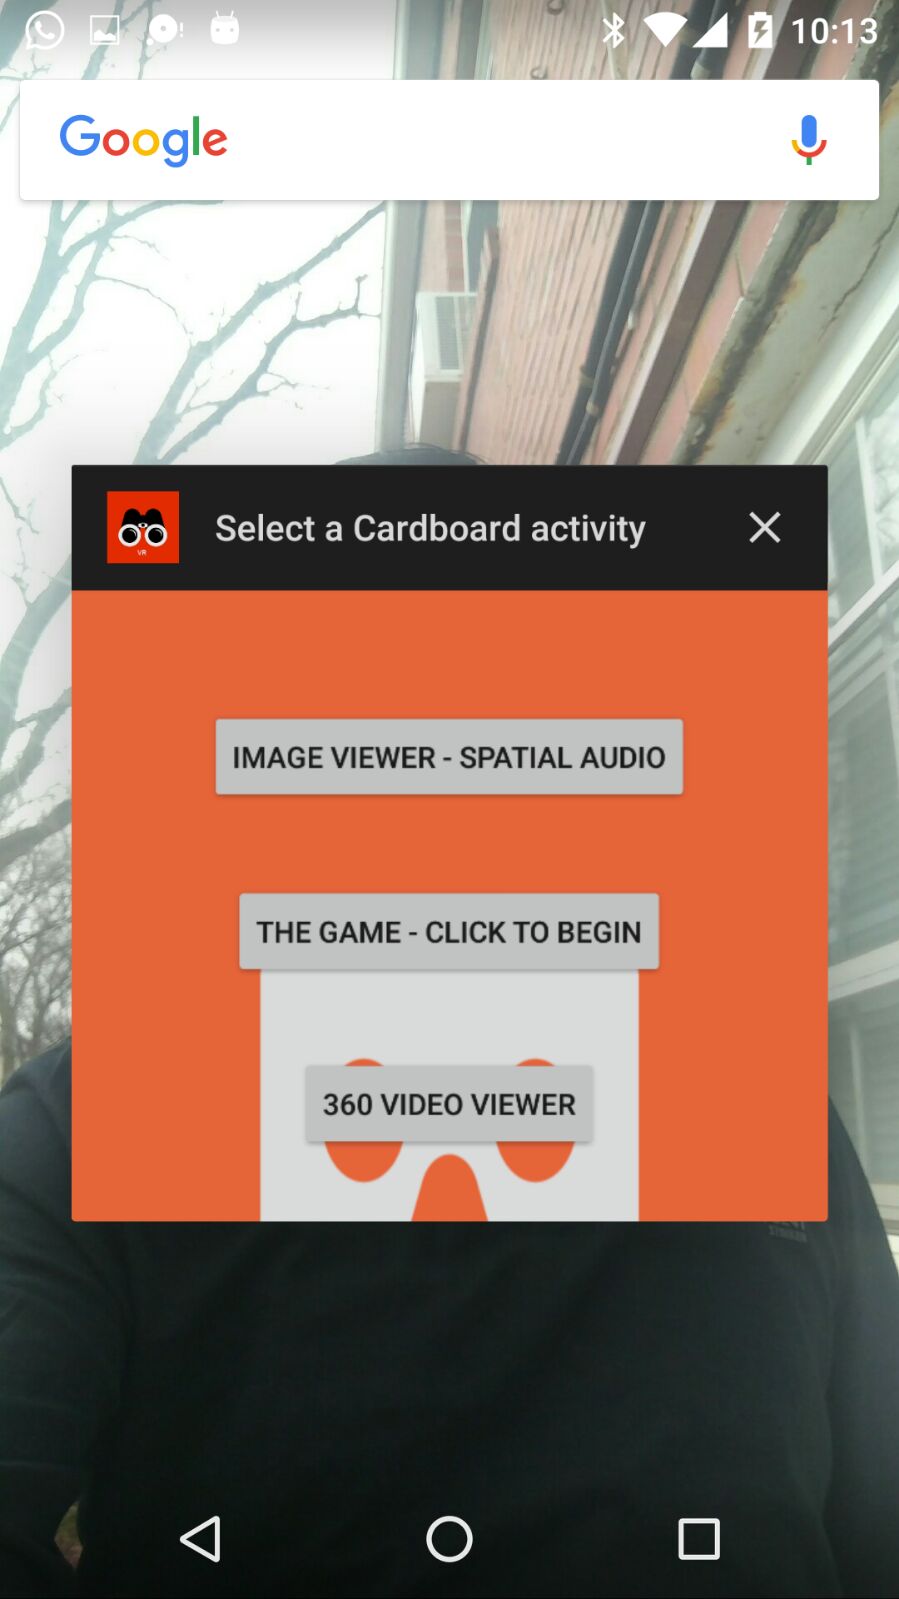 10:13
Google
VR
Select a Cardboard activity
IMAGE VIEWER - SPATIAL AUDIO
THE GAME - CLICK TO BEGIN
360 VIDEO VIEWER